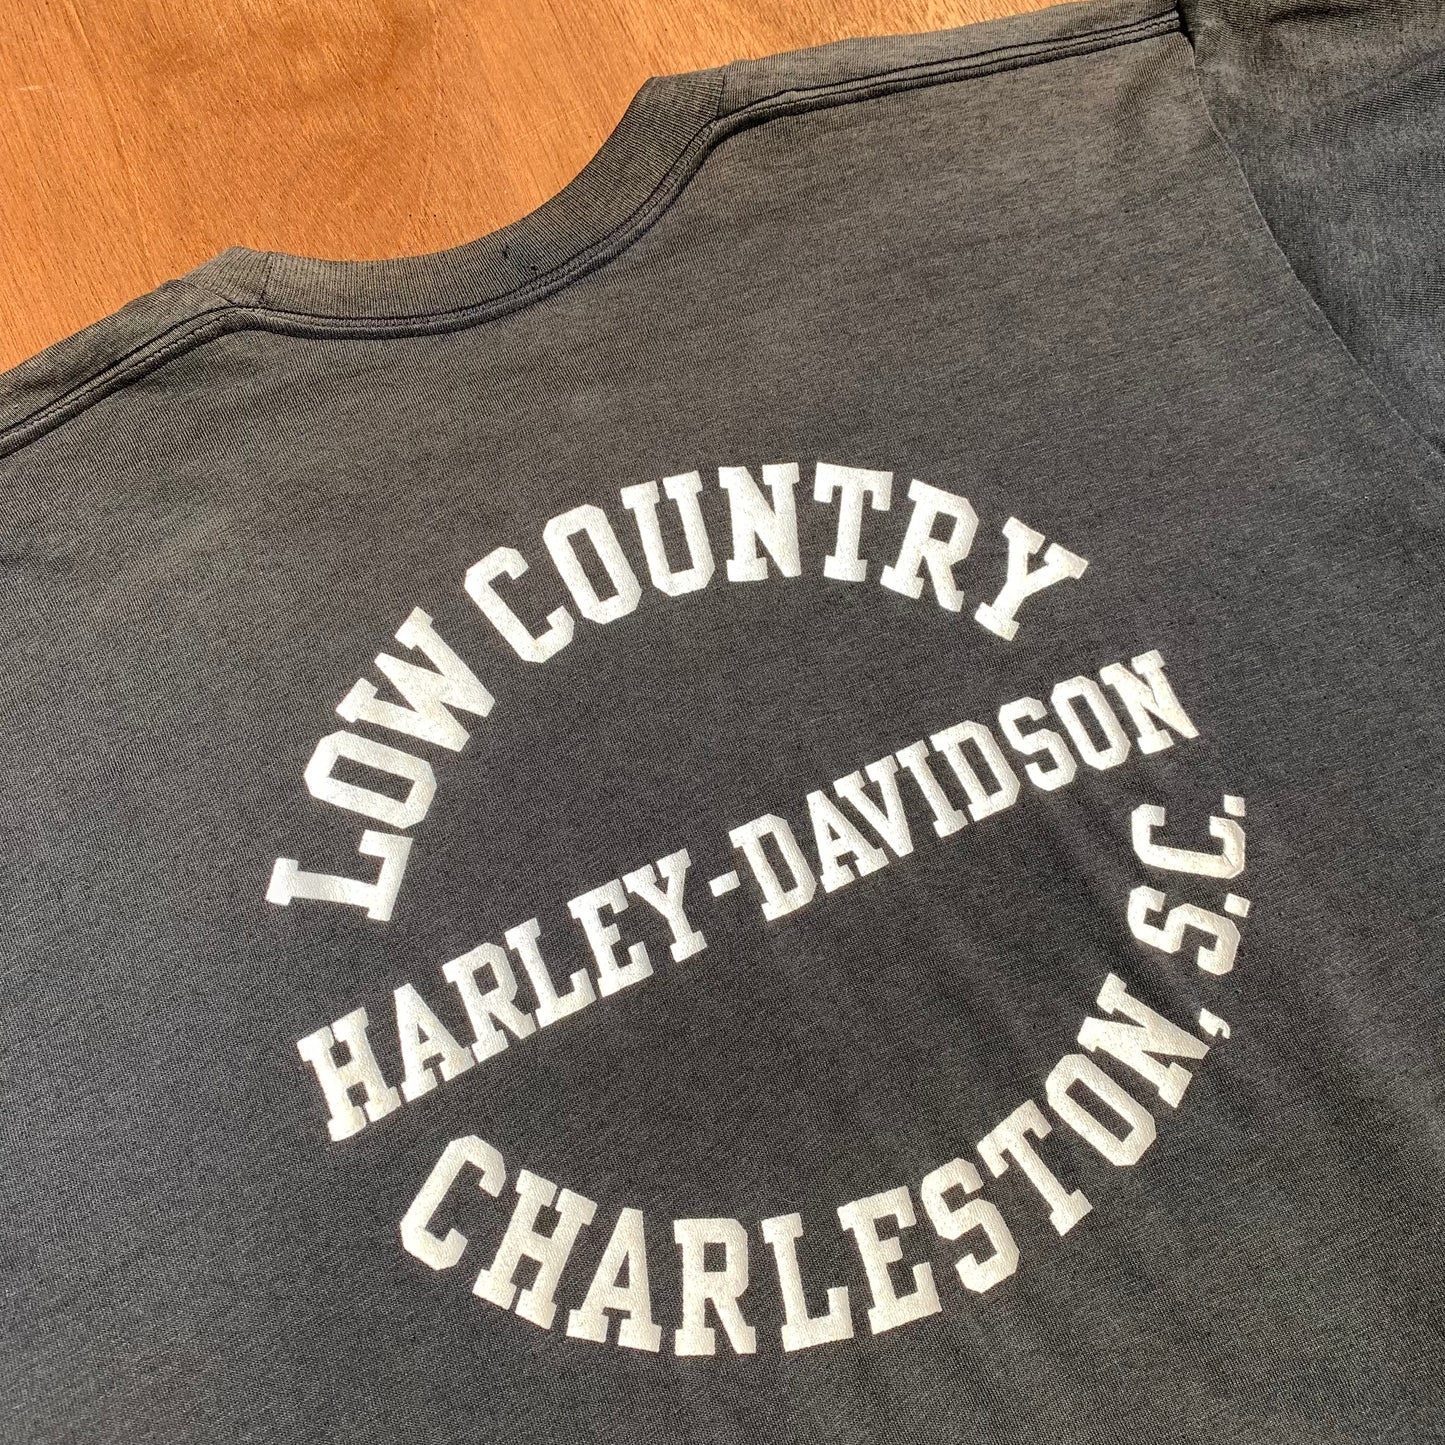 LOW COUNTRY
HARLEY-DAVIDSON
CHARLESTON, S.C.